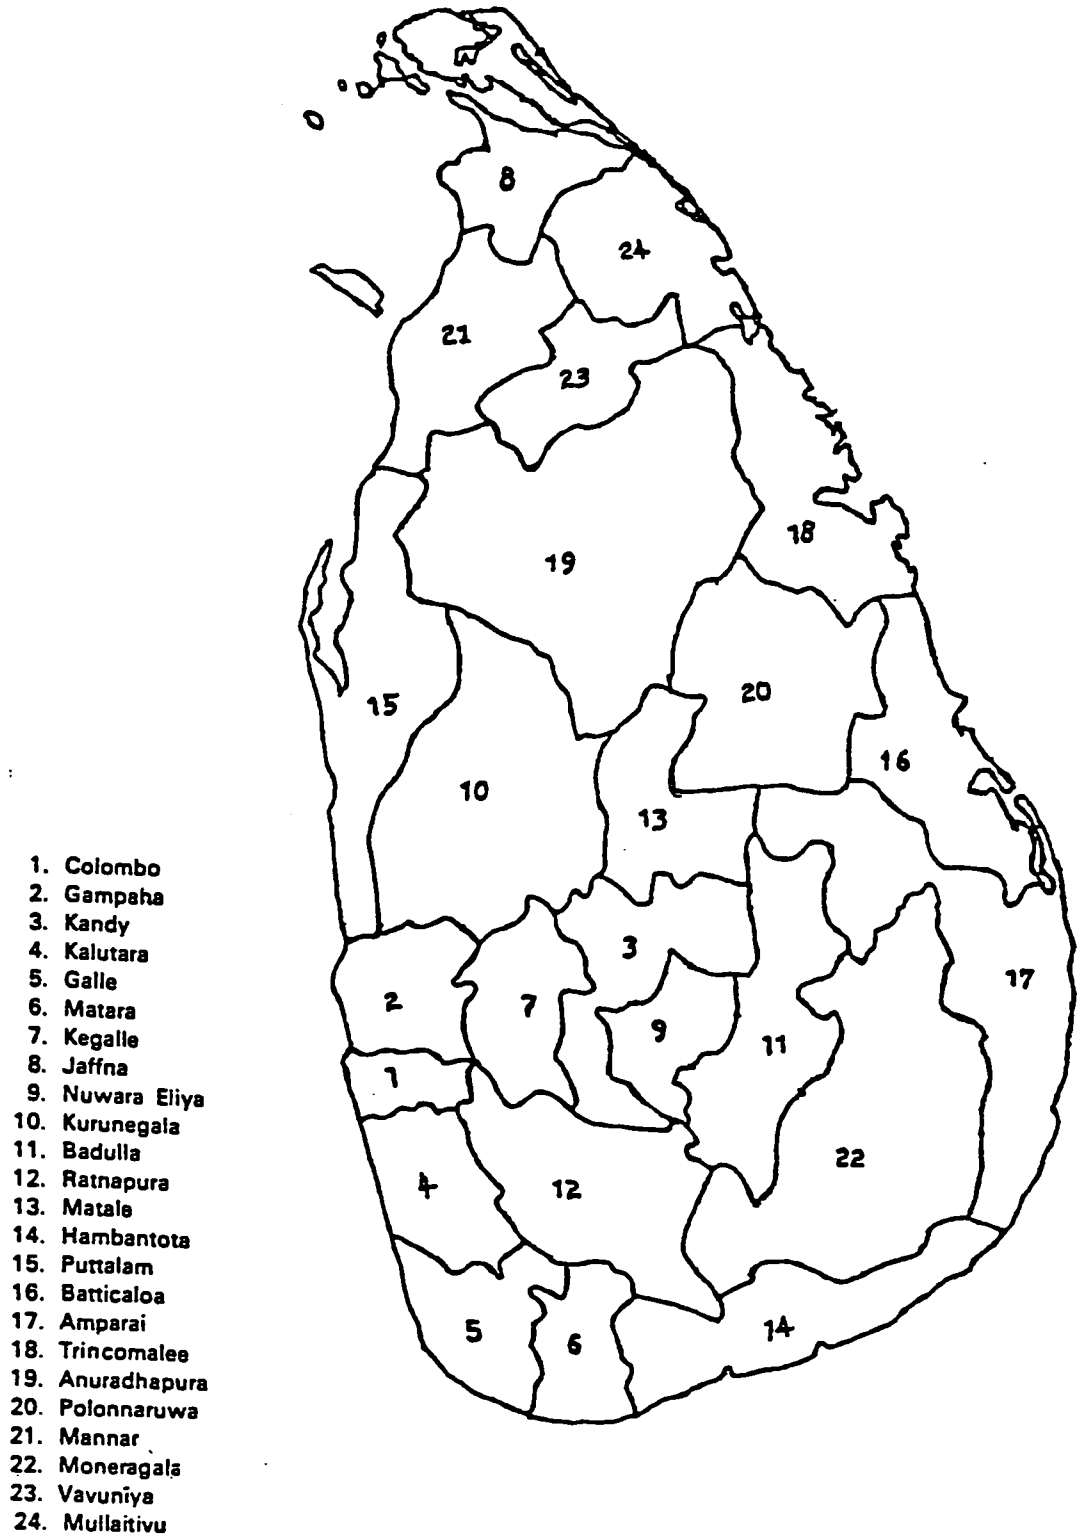 8
24
21
23
18
19
20
15
16
10
13
3
17
2
7
9
11
1
22
4
12
5
6
14
1. Colombo
2. Gampaha
3. Kandy
4. Kalutara
5. Galle
6. Matara
7. Kegalle
8. Jaffna
9. Nuwara Eliya
10. Kurunegala
11. Badulla
12. Ratnapura
13. Matale
14. Hambantota
15. Puttalam
16. Batticaloa
17. Amparai
18. Trincomalee
19. Anuradhapura
20. Polonnaruwa
21. Mannar
22. Moneragala
23. Vavuniya
24. Mullaitivu